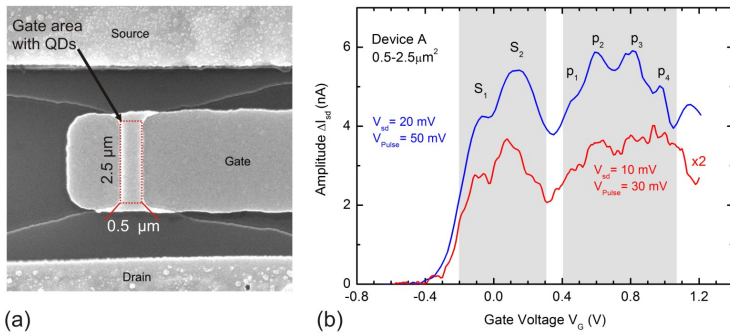 Gate area
with QDs
Source
2.5 µm
Gate
0.5 µm
Drain
(a)
Amplitude ΔI_sd (nA)
6
4
2
0
Device A
0.5-2.5µm²
V_sd = 20 mV
V_Pulse = 50 mV
S₁
S₂
p₁
p₂
p₃
p₄
x2
V_sd = 10 mV
V_Pulse = 30 mV
-0.8 -0.4 0.0 0.4 0.8 1.2
Gate Voltage V_G (V)
(b)